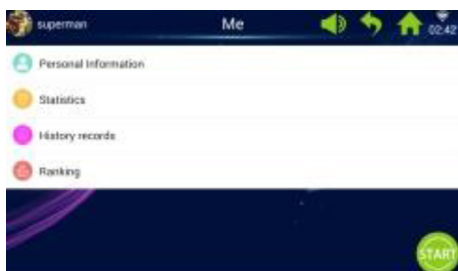 superman
Me
02:42
Personal Information
Statistics
History records
Ranking
START